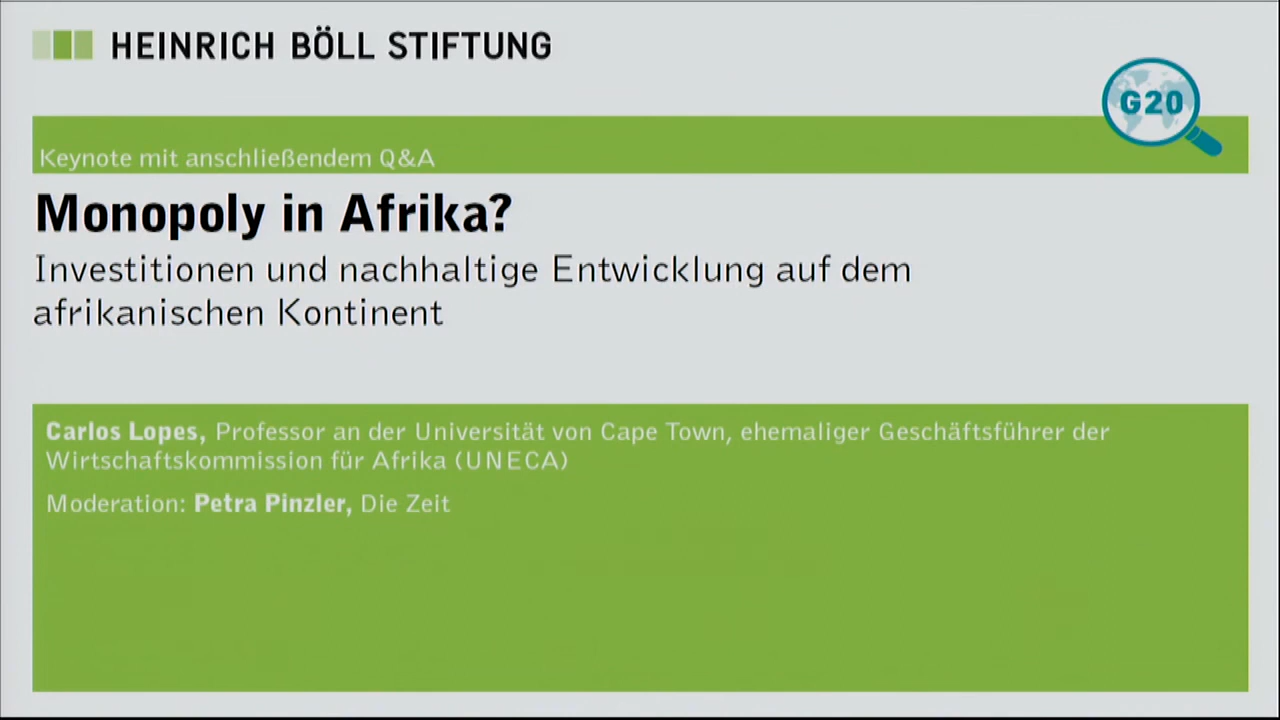 HEINRICH BÖLL STIFTUNG
G20
Keynote mit anschließendem Q&A
Monopoly in Afrika?
Investitionen und nachhaltige Entwicklung auf dem
afrikanischen Kontinent
Carlos Lopes, Professor an der Universität von Cape Town, ehemaliger Geschäftsführer der
Wirtschaftskommission für Afrika (UNECA)
Moderation: Petra Pinzler, Die Zeit